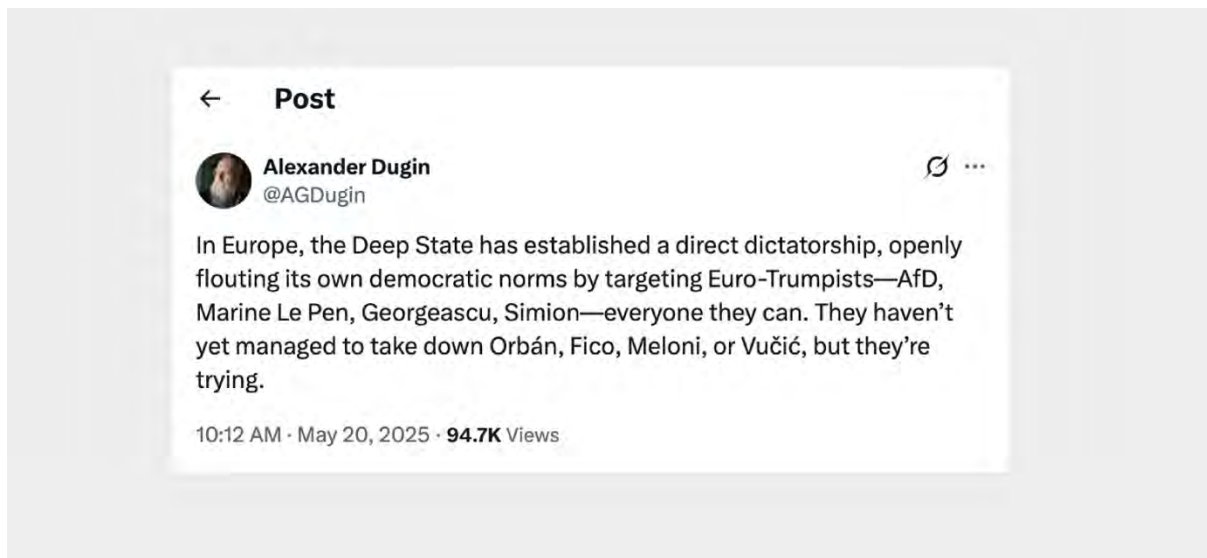 Post
Alexander Dugin
@AGDugin
In Europe, the Deep State has established a direct dictatorship, openly
flouting its own democratic norms by targeting Euro-Trumpists—AfD,
Marine Le Pen, Georgeascu, Simion—everyone they can. They haven't
yet managed to take down Orbán, Fico, Meloni, or Vučić, but they're
trying.
10:12 AM · May 20, 2025 · 94.7K Views